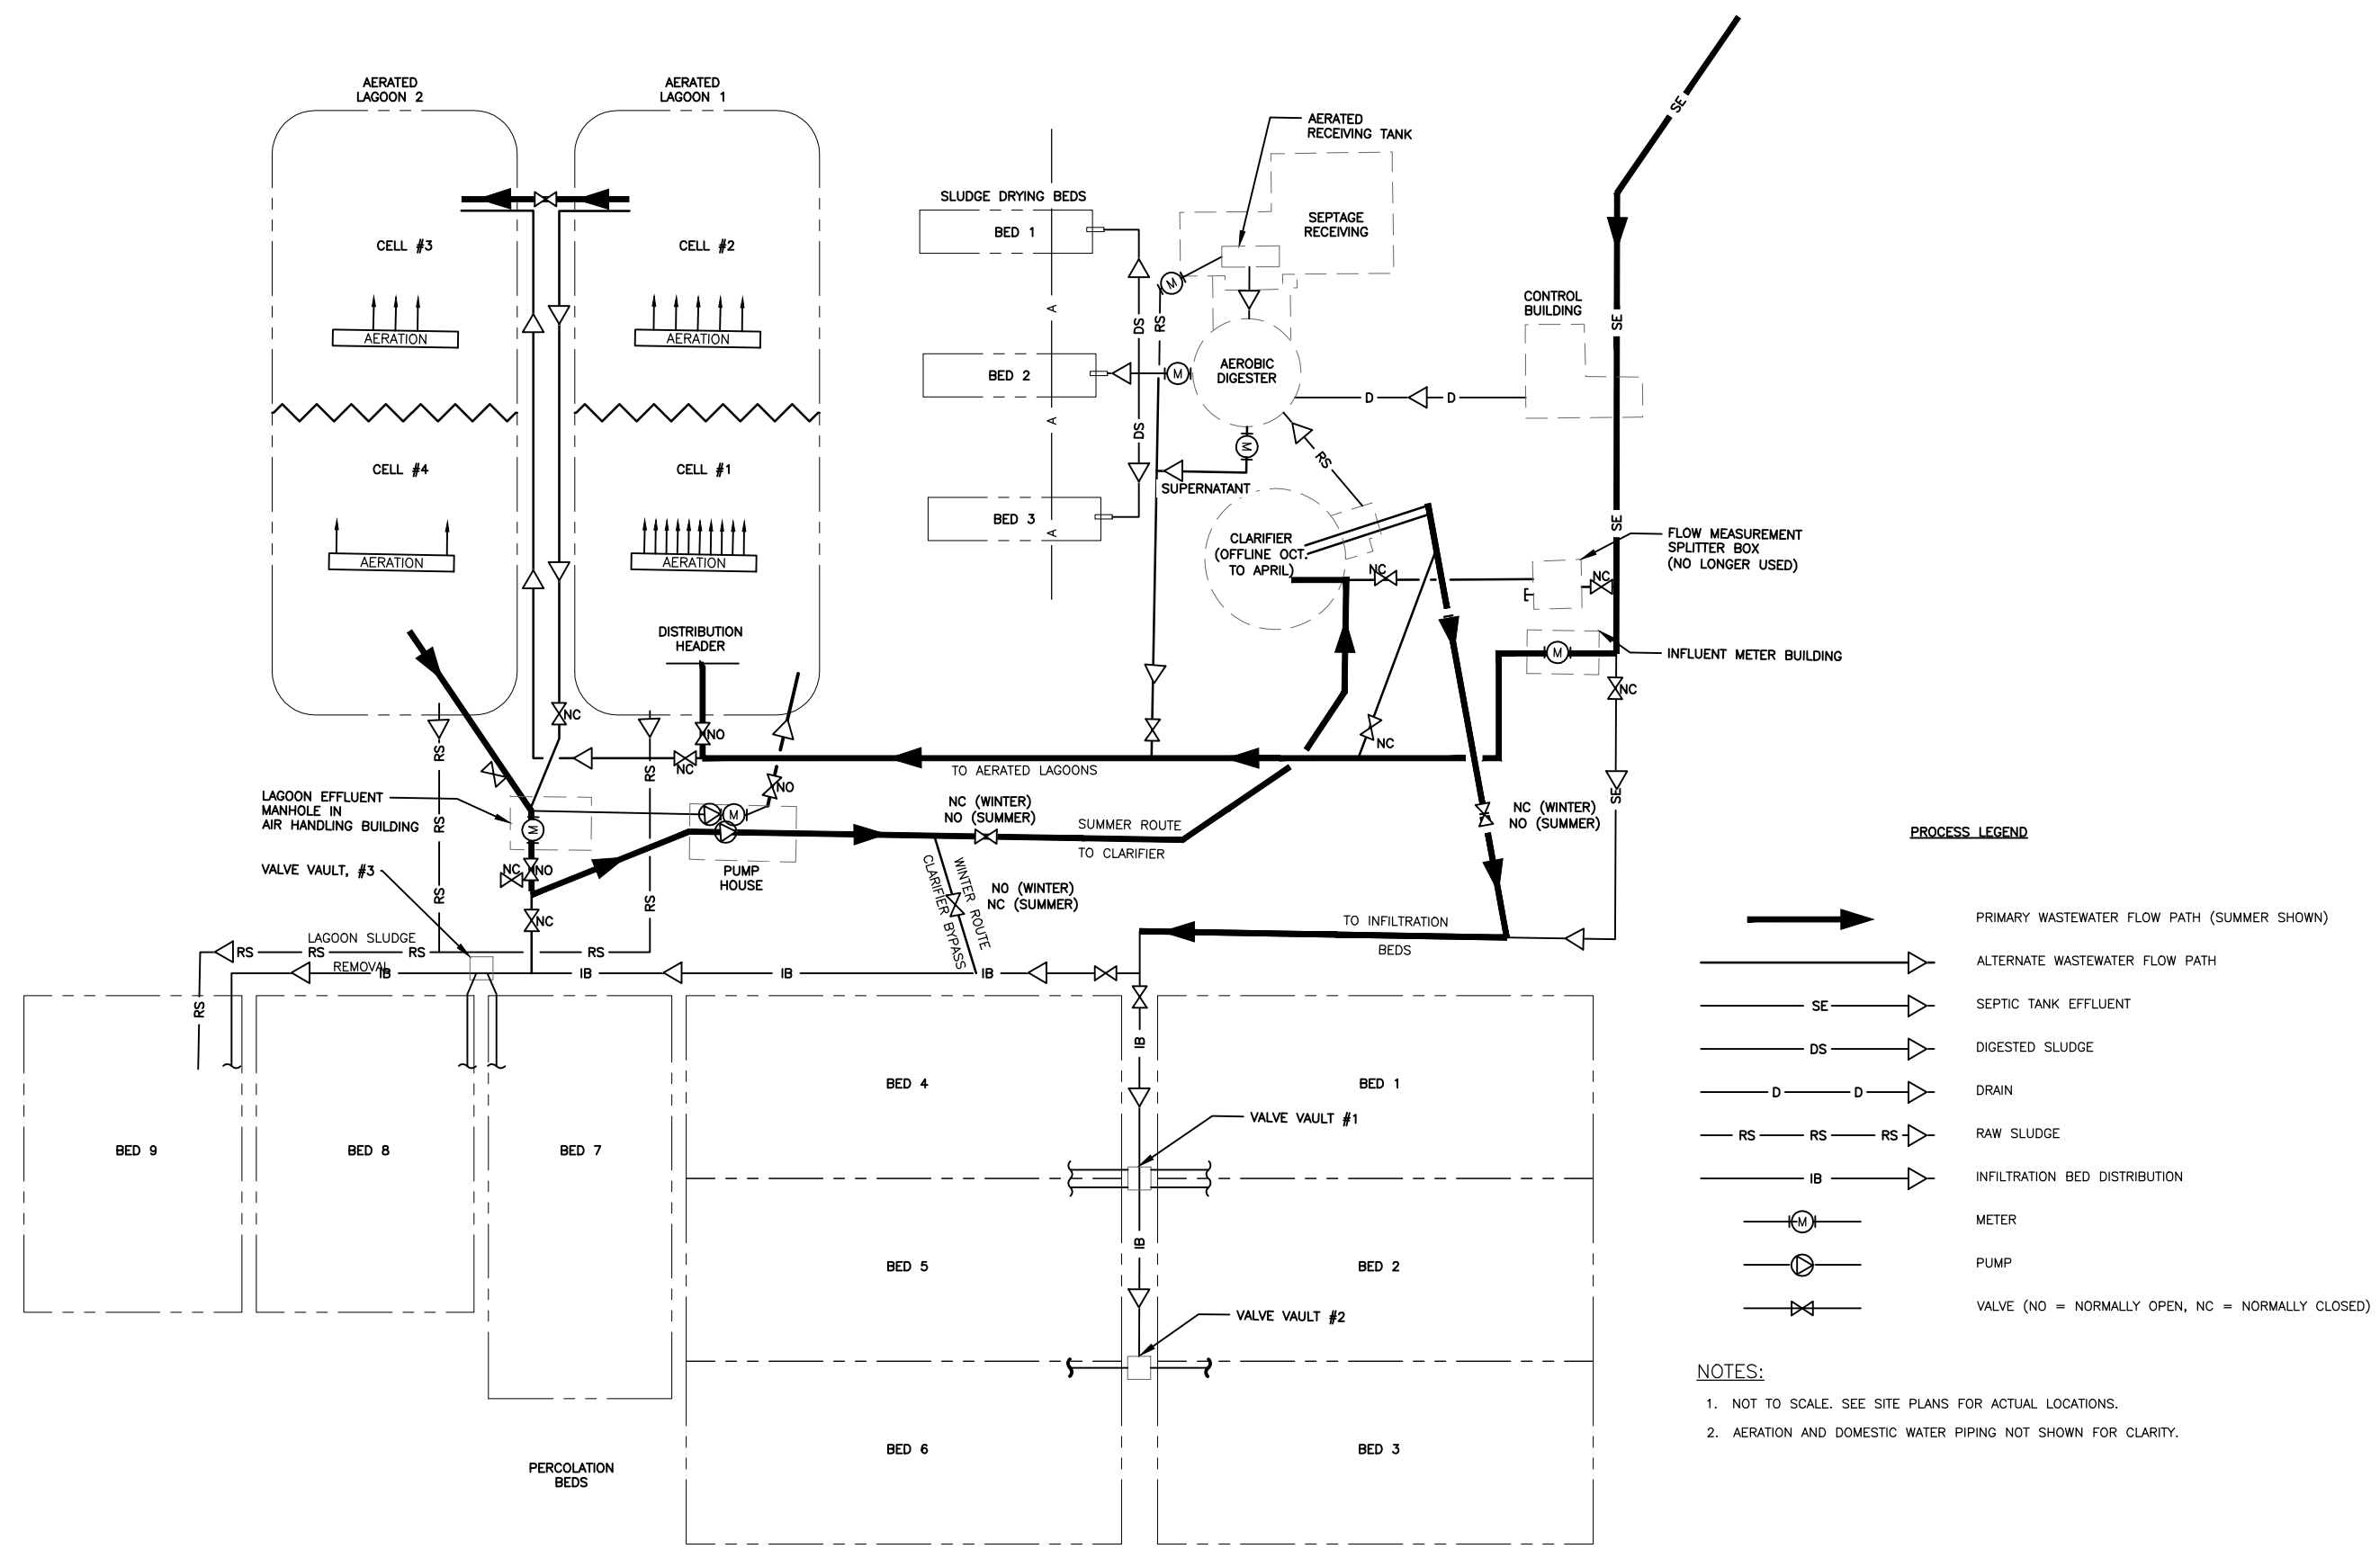 AERATED
LAGOON 2
AERATED
LAGOON 1
CELL #3
CELL #2
AERATION
AERATION
CELL #4
CELL #1
AERATION
AERATION
DISTRIBUTION
HEADER
NO
NC
NC
NO
SLUDGE DRYING BEDS
BED 1
BED 2
BED 3
A
A
A
DS
DS
RS
M
M
M
AERATED
RECEIVING TANK
SEPTAGE
RECEIVING
AEROBIC
DIGESTER
SUPERNATANT
RS
D
D
CONTROL
BUILDING
SE
SE
SE
CLARIFIER
(OFFLINE OCT.
TO APRIL)
NC
NC
FLOW MEASUREMENT
SPLITTER BOX
(NO LONGER USED)
M
INFLUENT METER BUILDING
NC
SE
NC
TO AERATED LAGOONS
NC (WINTER)
NO (SUMMER)
SUMMER ROUTE
TO CLARIFIER
NC (WINTER)
NO (SUMMER)
LAGOON EFFLUENT
MANHOLE IN
AIR HANDLING BUILDING
M
M
PUMP
HOUSE
VALVE VAULT, #3
NC
NO
NC
RS
RS
RS
RS
RS
WINTER ROUTE
CLARIFIER BYPASS
NO (WINTER)
NC (SUMMER)
TO INFILTRATION
BEDS
LAGOON SLUDGE
REMOVAL
RS
RS
RS
RS
RS
IB
IB
IB
IB
IB
IB
BED 9
BED 8
BED 7
BED 4
BED 1
VALVE VAULT #1
BED 5
BED 2
VALVE VAULT #2
BED 6
BED 3
PERCOLATION
BEDS
PROCESS LEGEND
PRIMARY WASTEWATER FLOW PATH (SUMMER SHOWN)
ALTERNATE WASTEWATER FLOW PATH
SE SEPTIC TANK EFFLUENT
DS DIGESTED SLUDGE
D D DRAIN
RS RS RS RAW SLUDGE
IB INFILTRATION BED DISTRIBUTION
M METER
PUMP
VALVE (NO = NORMALLY OPEN, NC = NORMALLY CLOSED)
NOTES:
1. NOT TO SCALE. SEE SITE PLANS FOR ACTUAL LOCATIONS.
2. AERATION AND DOMESTIC WATER PIPING NOT SHOWN FOR CLARITY.